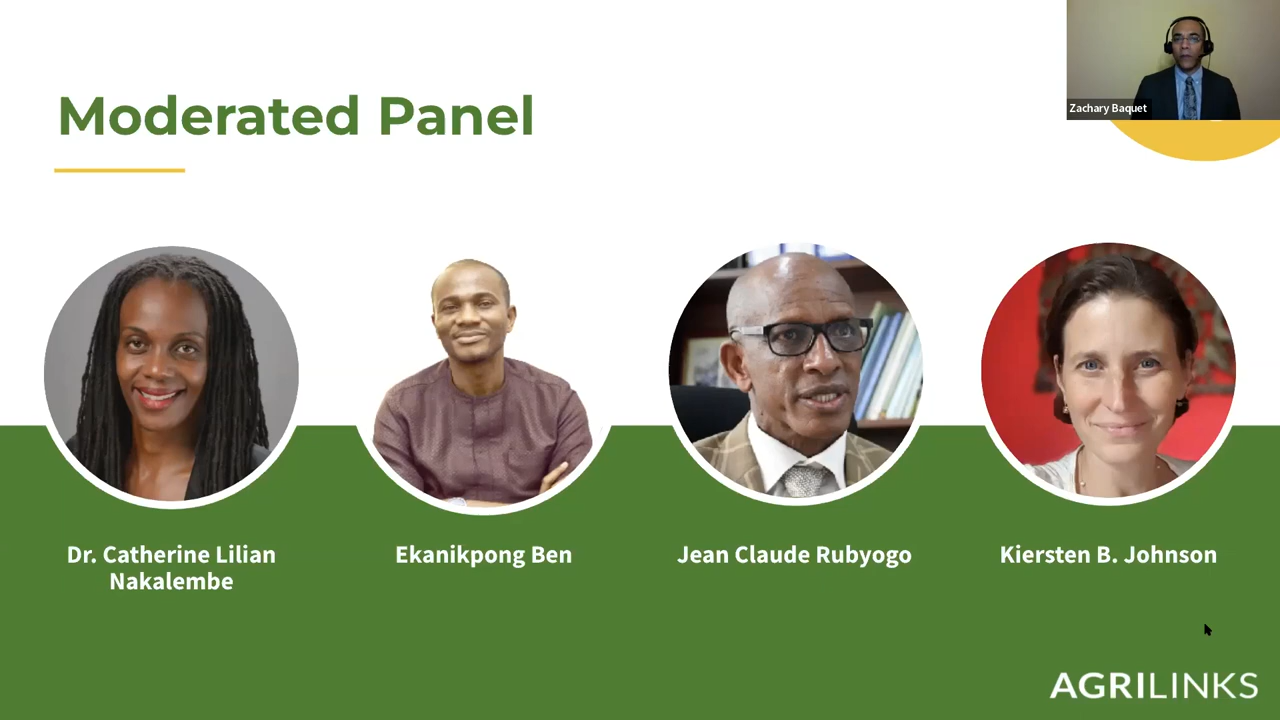 Moderated Panel
Zachary Baquet
Dr. Catherine Lilian
Nakalembe
Ekanikpong Ben
Jean Claude Rubyogo
Kiersten B. Johnson
AGRILINKS